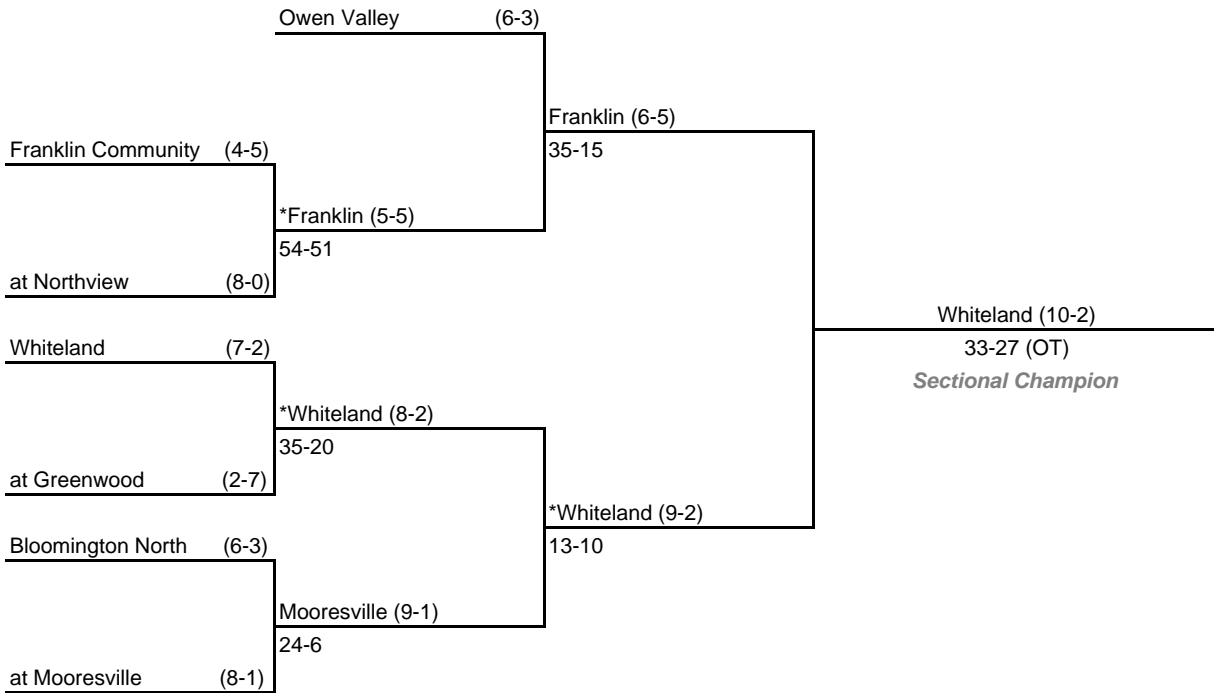 Owen Valley (6-3)
Franklin (6-5)
Franklin Community (4-5)
35-15
*Franklin (5-5)
54-51
at Northview (8-0)
Whiteland (10-2)
Whiteland (7-2)
33-27 (OT)
Sectional Champion
*Whiteland (8-2)
35-20
at Greenwood (2-7)
*Whiteland (9-2)
Bloomington North (6-3)
13-10
Mooresville (9-1)
24-6
at Mooresville (8-1)